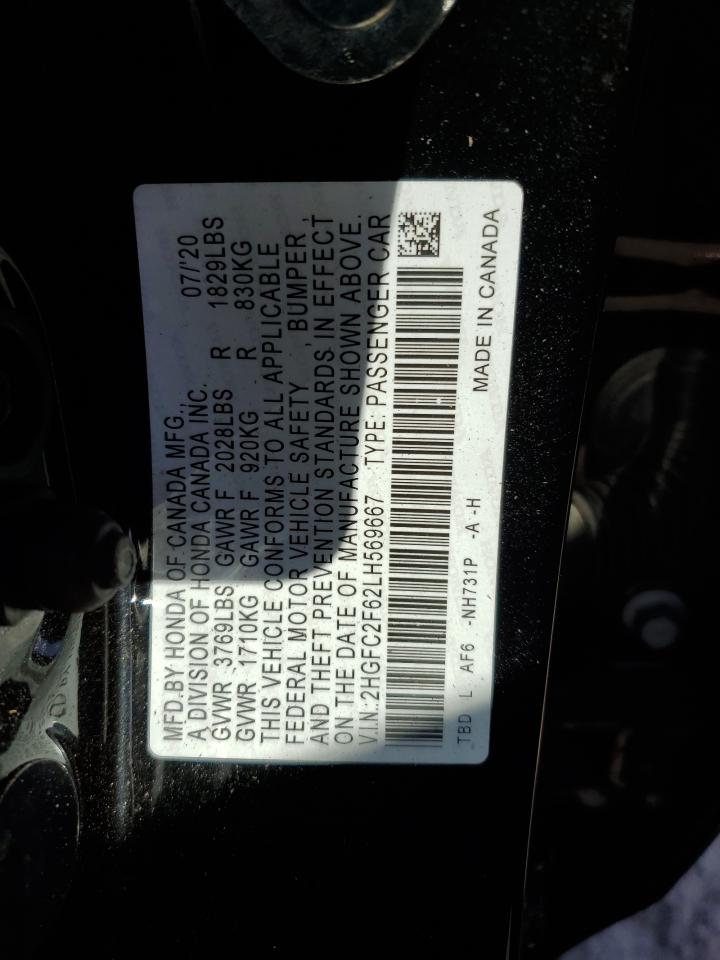 MFD.BY HONDA OF CANADA MFG., 07/'20
A DIVISION OF HONDA CANADA INC.
GVWR 3769LBS GAWR F 2028LBS R 1829LBS
GVWR 1710KG GAWR F 920KG R 830KG
THIS VEHICLE CONFORMS TO ALL APPLICABLE
FEDERAL MOTOR VEHICLE SAFETY , BUMPER ,
AND THEFT PREVENTION STANDARDS IN EFFECT
ON THE DATE OF MANUFACTURE SHOWN ABOVE.
V.I.N: 2HGFC2F62LH569667 TYPE: PASSENGER CAR
TBD L AF6 -NH731P -A -H
MADE IN CANADA